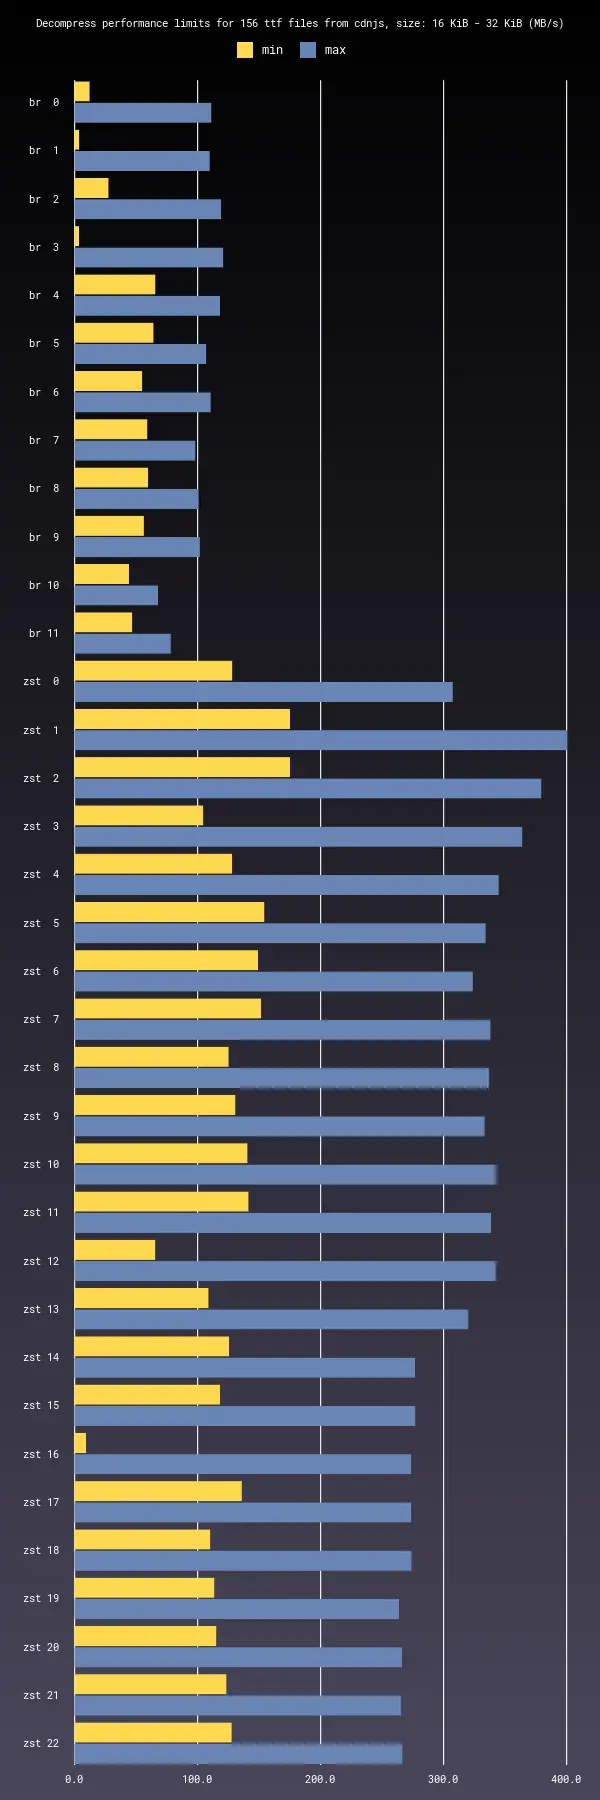 Decompress performance limits for 156 ttf files from cdnjs, size: 16 KiB - 32 KiB (MB/s)
min max
br 0
br 1
br 2
br 3
br 4
br 5
br 6
br 7
br 8
br 9
br 10
br 11
zst 0
zst 1
zst 2
zst 3
zst 4
zst 5
zst 6
zst 7
zst 8
zst 9
zst 10
zst 11
zst 12
zst 13
zst 14
zst 15
zst 16
zst 17
zst 18
zst 19
zst 20
zst 21
zst 22
0.0 100.0 200.0 300.0 400.0